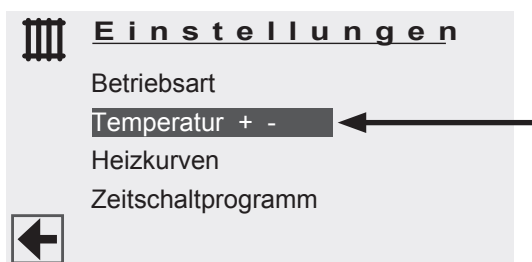 Einstellungen
Betriebsart
Temperatur + -
Heizkurven
Zeitschaltprogramm